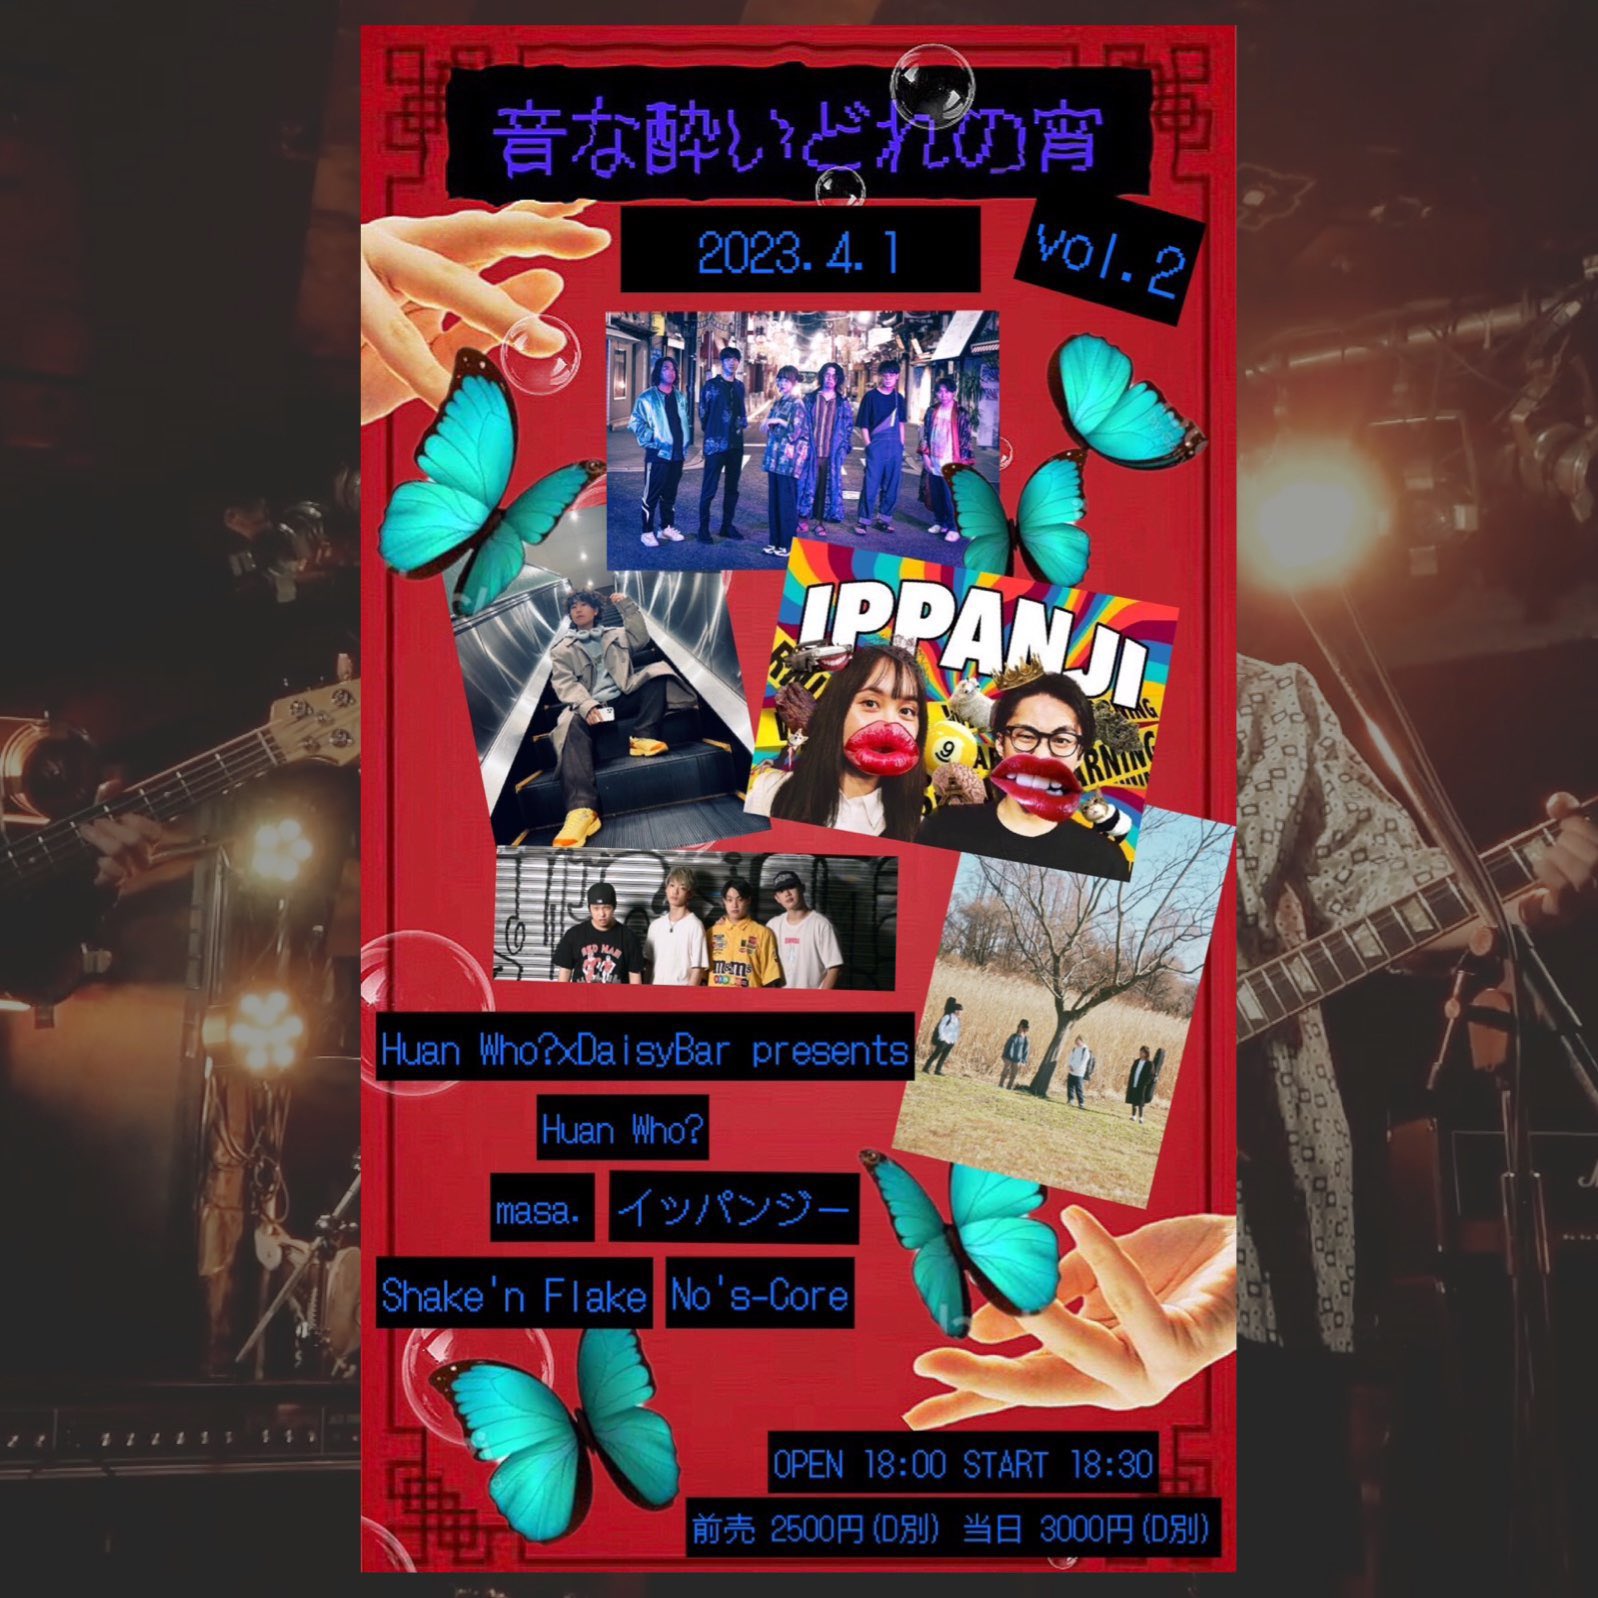 音な酔いどれの宵
2023.4.1
vol.2
IPPANJI
9
Huan Who?xDaisyBar presents
Huan Who?
masa. イッパンジー
Shake'n Flake No's-Core
OPEN 18:00 START 18:30
前売 2500円(D別) 当日 3000円(D別)